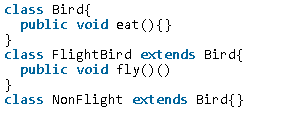 class Bird{
  public void eat(){}
}
class FlightBird extends Bird{
  public void fly()()
}
class NonFlight extends Bird{}